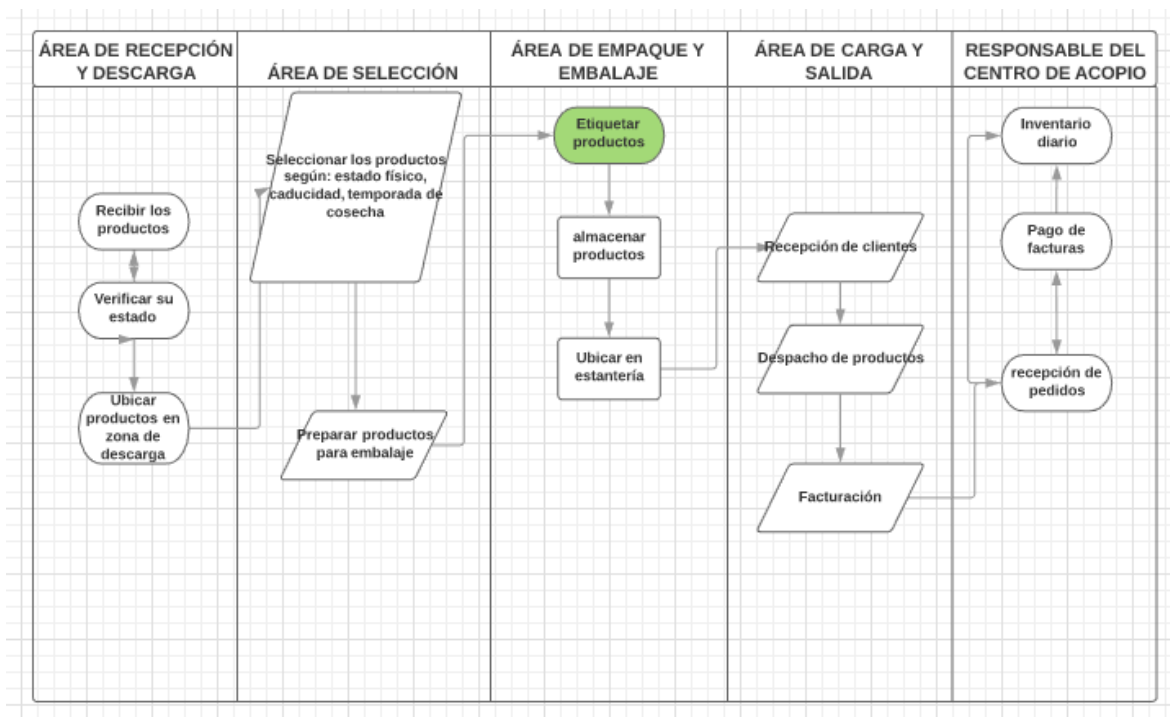 ÁREA DE RECEPCIÓN
Y DESCARGA
ÁREA DE SELECCIÓN
ÁREA DE EMPAQUE Y
EMBALAJE
ÁREA DE CARGA Y
SALIDA
RESPONSABLE DEL
CENTRO DE ACOPIO
Recibir los
productos
Verificar su
estado
Ubicar
productos en
zona de
descarga
Seleccionar los productos
según: estado físico,
caducidad, temporada de
cosecha
Preparar productos
para embalaje
Etiquetar
productos
almacenar
productos
Ubicar en
estantería
Recepción de clientes
Despacho de productos
Facturación
Inventario
diario
Pago de
facturas
recepción de
pedidos